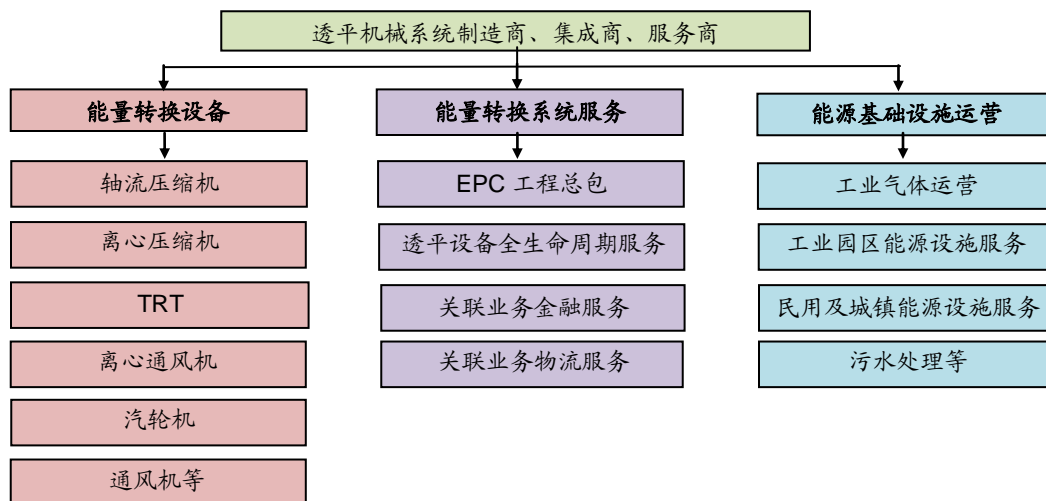 透平机械系统制造商、集成商、服务商
能量转换设备
轴流压缩机
离心压缩机
TRT
离心通风机
汽轮机
通风机等
能量转换系统服务
EPC 工程总包
透平设备全生命周期服务
关联业务金融服务
关联业务物流服务
能源基础设施运营
工业气体运营
工业园区能源设施服务
民用及城镇能源设施服务
污水处理等